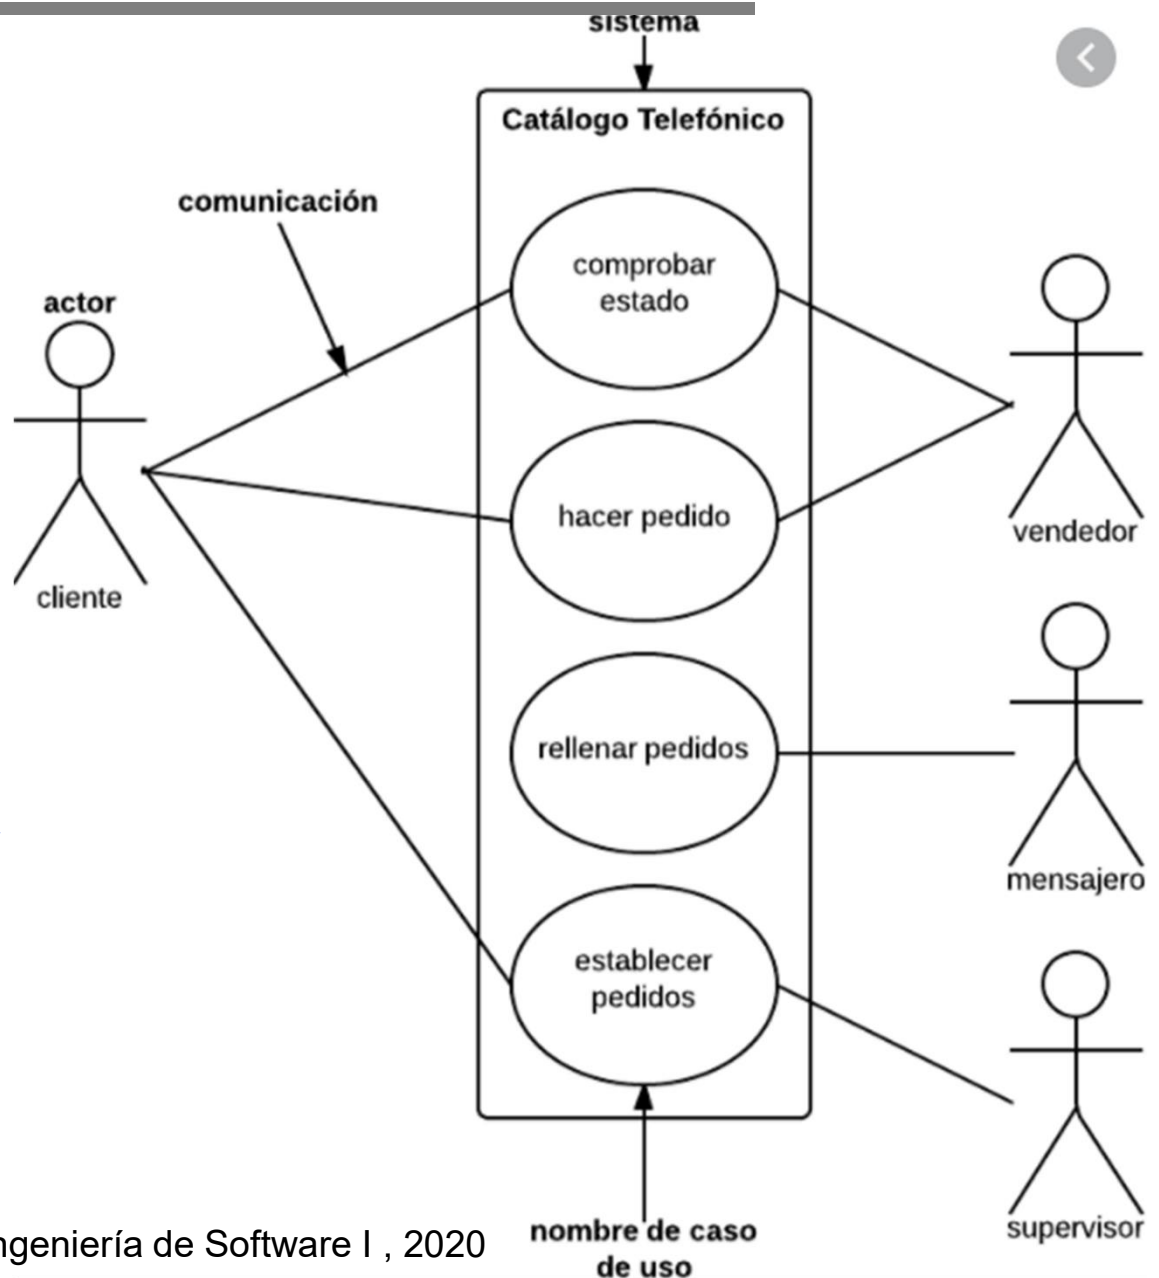 sistema
Catálogo Telefónico
comunicación
comprobar
estado
actor
hacer pedido
vendedor
cliente
rellenar pedidos
mensajero
establecer
pedidos
supervisor
nombre de caso
de uso
ngeniería de Software I , 2020